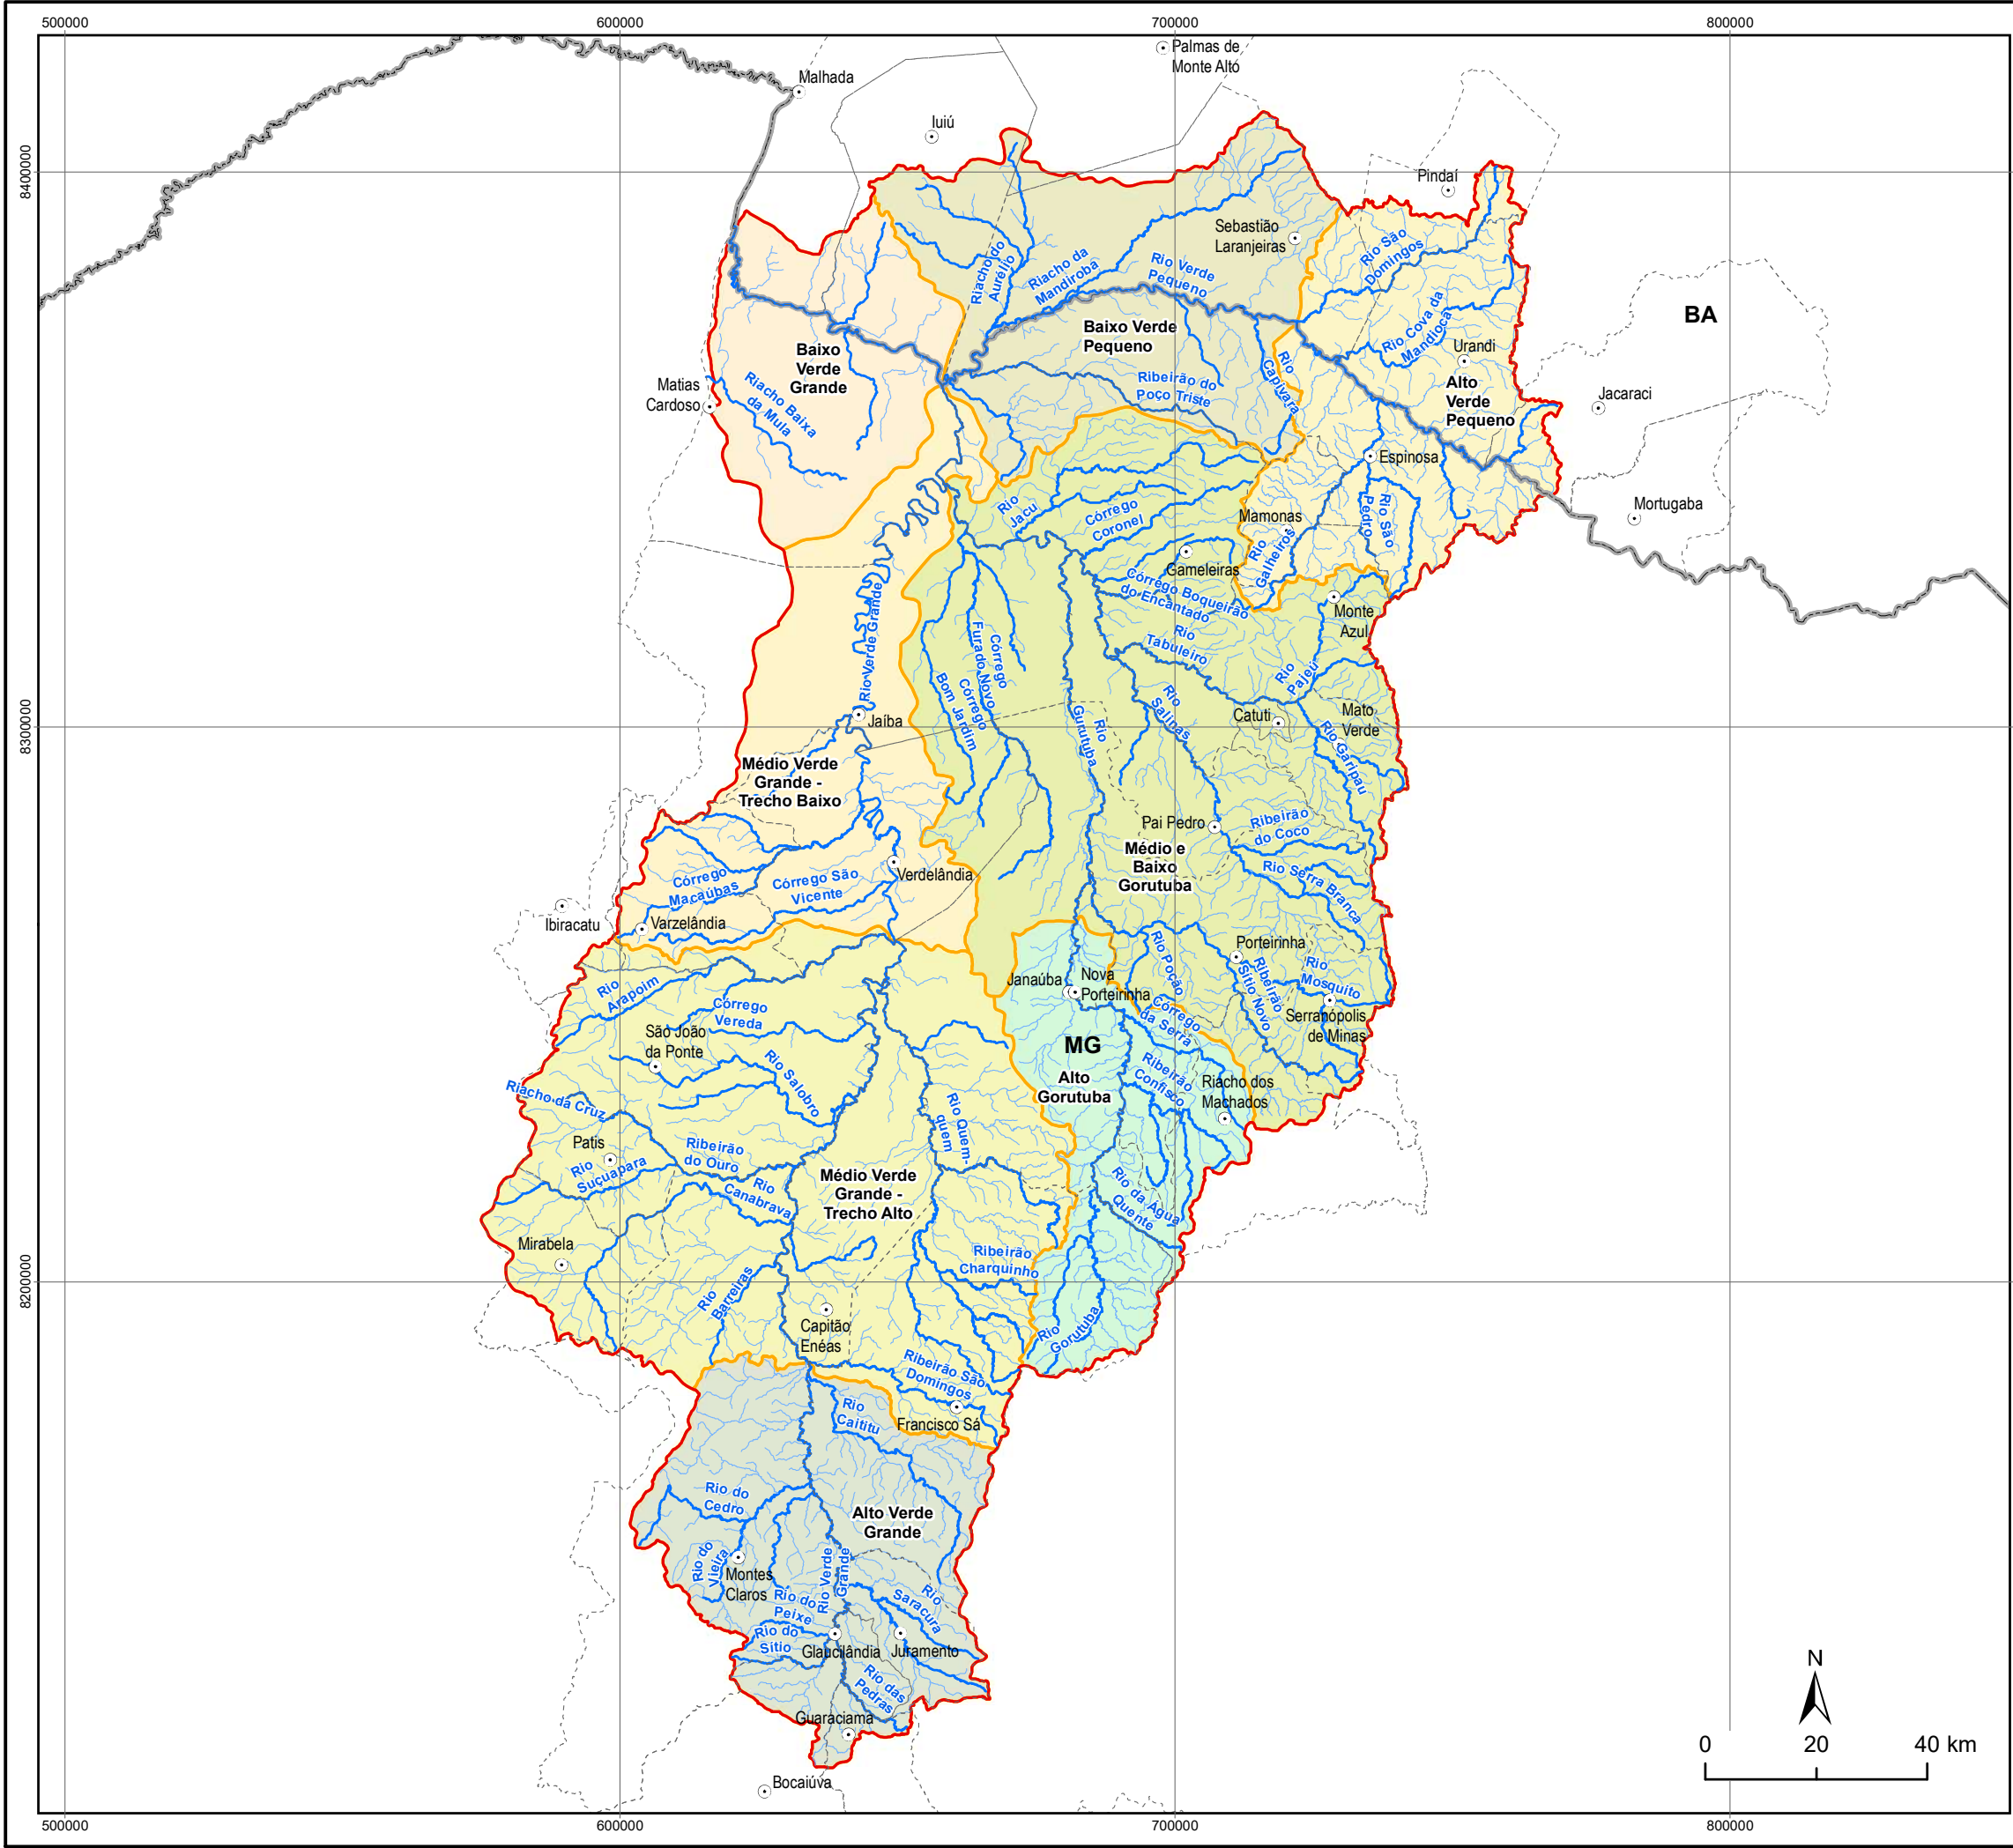 500000
600000
700000
800000
Palmas de
Monte Alto
Malhada
Iuiú
8400000
Pindaí
Sebastião
Laranjeiras
Rio São
Domingos
Riacho do
Aurélio
Riacho da
Mandiroba
Rio Verde
Pequeno
BA
Rio Cova da
Mandioca
Baixo Verde
Pequeno
Urandi
Baixo
Verde
Grande
Rio
Capivara
Alto
Verde
Pequeno
Matias
Cardoso
Riacho Baixa
da Mula
Ribeirão do
Poço Triste
Jacaraci
Espinosa
Rio
Jacu
Córrego
Coronel
Mamonas
Rio São
Pedro
Mortugaba
Rio
Galheiros
Gameleiras
Córrego Boqueirão
do Encantado
Monte
Azul
Rio Verde Grande
Córrego
Furado Novo
Rio
Tabuleiro
Rio
Pajeú
Córrego
Bom Jardim
Rio
Salinas
8300000
Jaíba
Rio
Gurutuba
Catuti
Mato
Verde
Rio Garipau
Médio Verde
Grande -
Trecho Baixo
Pai Pedro
Ribeirão
do Coco
Médio e
Baixo
Gorutuba
Verdelândia
Córrego
Macaúbas
Córrego São
Vicente
Rio Serra Branca
Ibiracatu
Varzelândia
Porteirinha
Rio Poção
Ribeirão
Sítio Novo
Rio
Mosquito
Rio
Arapoim
Janaúba
Nova
Porteirinha
Córrego
da Serra
Serranópolis
de Minas
Córrego
Vereda
São João
da Ponte
MG
Rio Salobro
Alto
Gorutuba
Ribeirão
Confisco
Riacho dos
Machados
Riacho da Cruz
Rio Quem-
quem
Patis
Ribeirão
do Ouro
Rio
Suçuapara
Rio
Canabrava
Médio Verde
Grande -
Trecho Alto
Rio da Água
Quente
Mirabela
Ribeirão
Charquinho
8200000
Rio
Barreiras
Capitão
Enéas
Rio
Gorutuba
Ribeirão São
Domingos
Rio
Caititu
Francisco Sá
Rio do
Cedro
Alto Verde
Grande
Rio do
Vieira
Montes
Claros
Rio Verde
Grande
Rio do
Peixe
Rio
Saracura
Rio do
Sítio
Glaucilândia
Juramento
Rio das
Pedras
Guaraciama
Bocaiúva
N
0
20
40 km
500000
600000
700000
800000